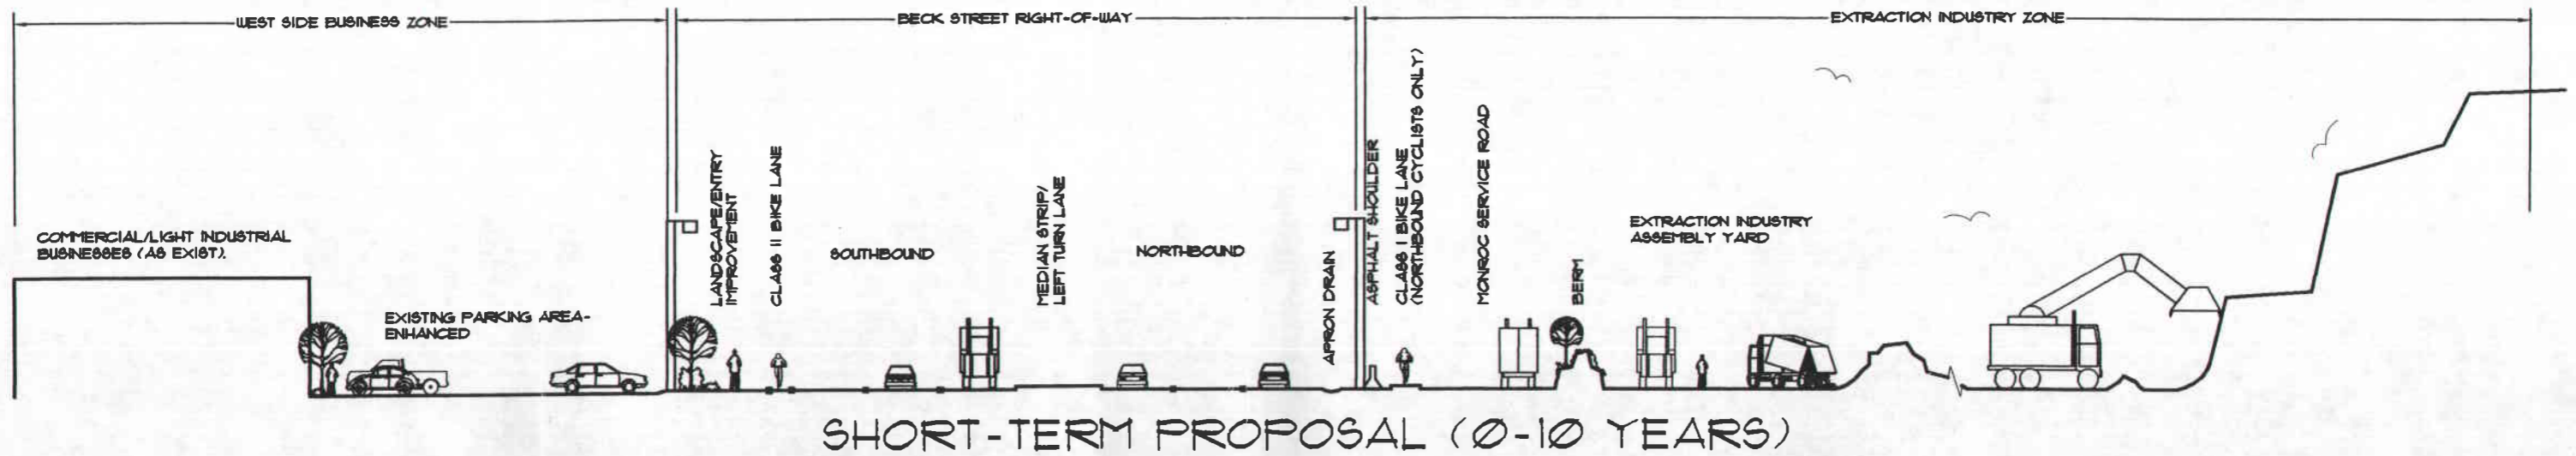 WEST SIDE BUSINESS ZONE
BECK STREET RIGHT-OF-WAY
EXTRACTION INDUSTRY ZONE
COMMERCIAL/LIGHT INDUSTRIAL
BUSINESSES (AS EXIST).
EXISTING PARKING AREA-
ENHANCED
LANDSCAPE/ENTRY
IMPROVEMENT
CLASS II BIKE LANE
SOUTHBOUND
MEDIAN STRIP/
LEFT TURN LANE
NORTHBOUND
APRON DRAIN
ASPHALT SHOULDER
CLASS I BIKE LANE
(NORTHBOUND CYCLISTS ONLY)
MONROC SERVICE ROAD
BERM
EXTRACTION INDUSTRY
ASSEMBLY YARD
SHORT-TERM PROPOSAL (0-10 YEARS)